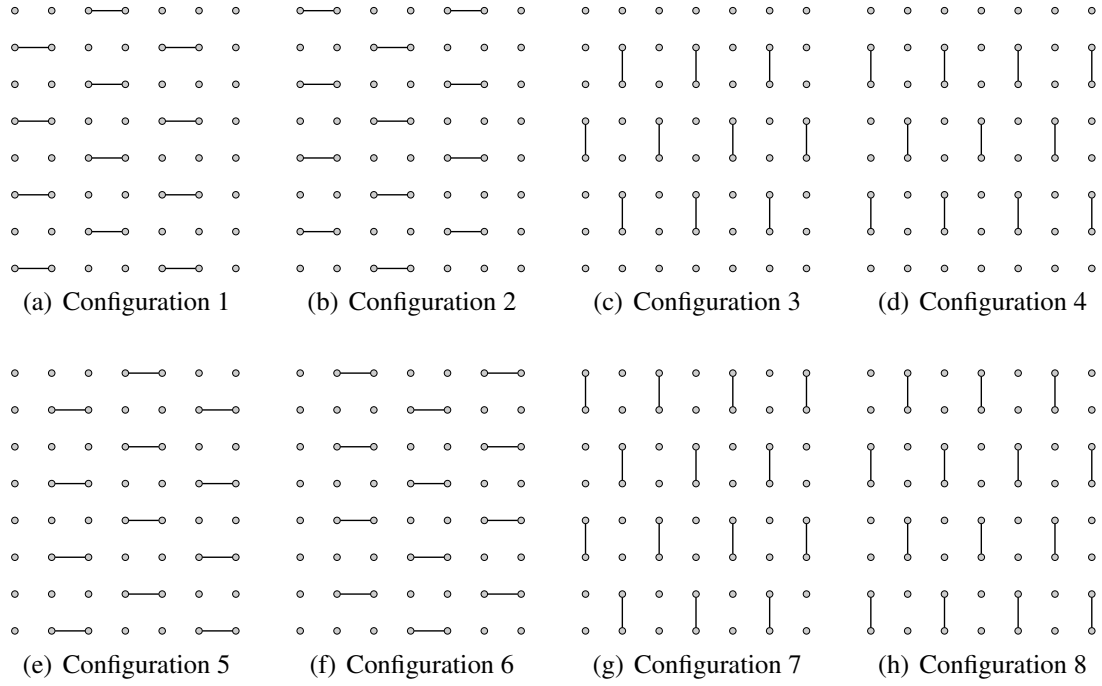 (a) Configuration 1
(b) Configuration 2
(c) Configuration 3
(d) Configuration 4
(e) Configuration 5
(f) Configuration 6
(g) Configuration 7
(h) Configuration 8